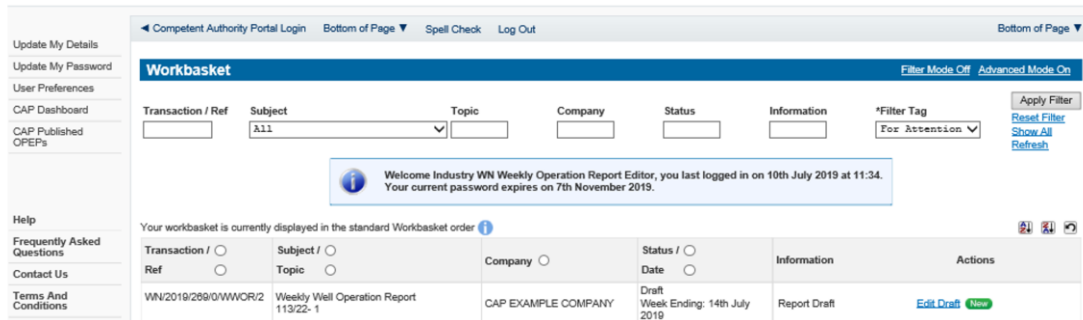 ◄ Competent Authority Portal Login Bottom of Page ▼ Spell Check Log Out Bottom of Page ▼
Update My Details
Update My Password
User Preferences
CAP Dashboard
CAP Published
OPEPs
Help
Frequently Asked
Questions
Contact Us
Terms And
Conditions
Workbasket Filter Mode Off Advanced Mode On
Transaction / Ref Subject Topic Company Status Information *Filter Tag
All For Attention
Apply Filter
Reset Filter
Show All
Refresh
Welcome Industry WN Weekly Operation Report Editor, you last logged in on 10th July 2019 at 11:34.
Your current password expires on 7th November 2019.
Your workbasket is currently displayed in the standard Workbasket order
Transaction / Subject / Company Status / Information Actions
Ref Topic Date
WN/2019/269/0/WWOR/2 Weekly Well Operation Report
113/22- 1
CAP EXAMPLE COMPANY
Draft
Week Ending: 14th July
2019
Report Draft
Edit Draft New